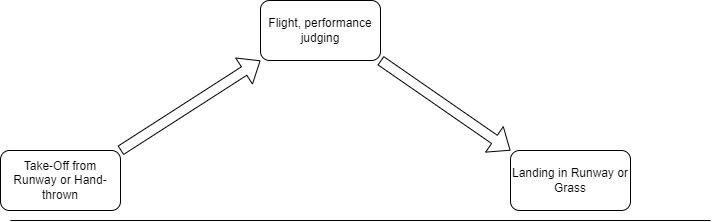 Flight, performance
judging
Take-Off from
Runway or Hand-
thrown
Landing in Runway or
Grass